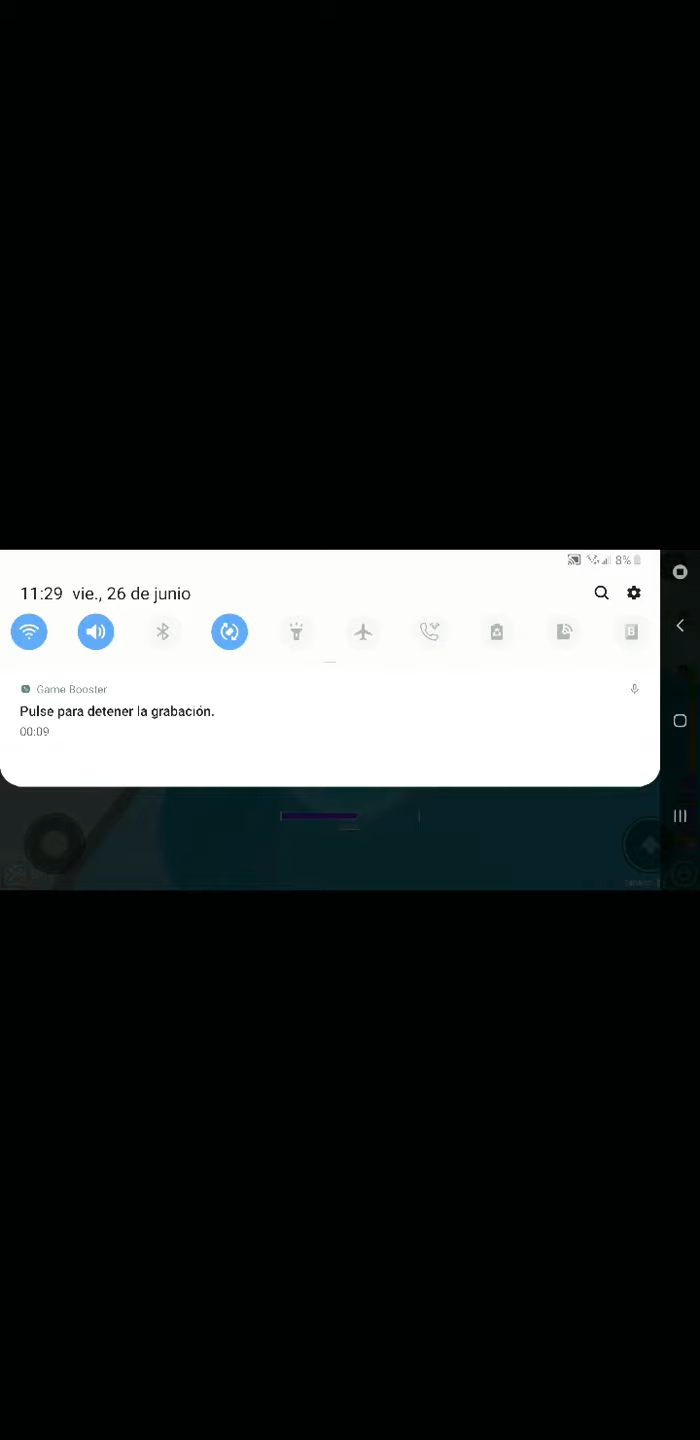 8%
11:29 vie., 26 de junio
Game Booster
Pulse para detener la grabación.
00:09